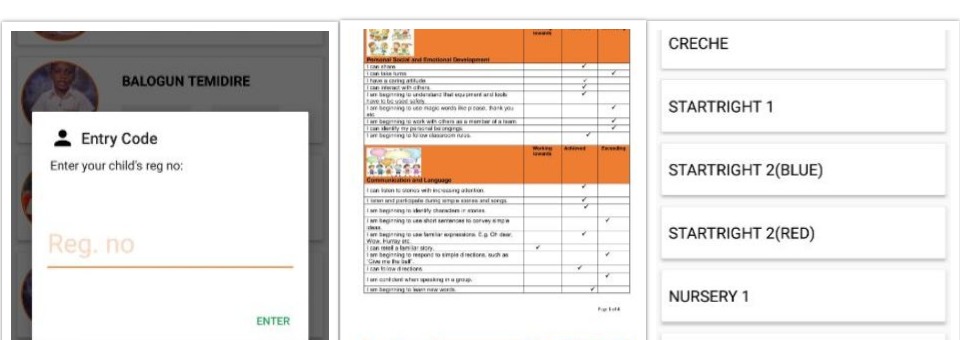 BALOGUN TEMIDIRE
Entry Code
Enter your child's reg no:
Reg. no
ENTER
Working towards
Personal Social and Emotional Development
I can share.
I can take turns.
I have a caring attitude.
I can interact with others.
I am beginning to understand that equipment and tools
have to be used safely.
I am beginning to use magic words like please, thank you
etc.
I am beginning to work with others as a member of a team.
I can identify my personal belongings.
I am beginning to follow classroom rules.
Working towards Achieved Exceeding
Communication and Language
I can listen to stories with increasing attention.
I listen and participate during simple stories and songs.
I am beginning to identify characters in stories.
I am beginning to use short sentences to convey simple
ideas.
I am beginning to use familiar expressions. E.g. Oh dear,
Wow, Hurray etc.
I can retell a familiar story.
I am beginning to respond to simple directions, such as
"Give me the ball".
I can follow directions.
I am confident when speaking in a group.
I am beginning to learn new words.
CRECHE
STARTRIGHT 1
STARTRIGHT 2(BLUE)
STARTRIGHT 2(RED)
NURSERY 1